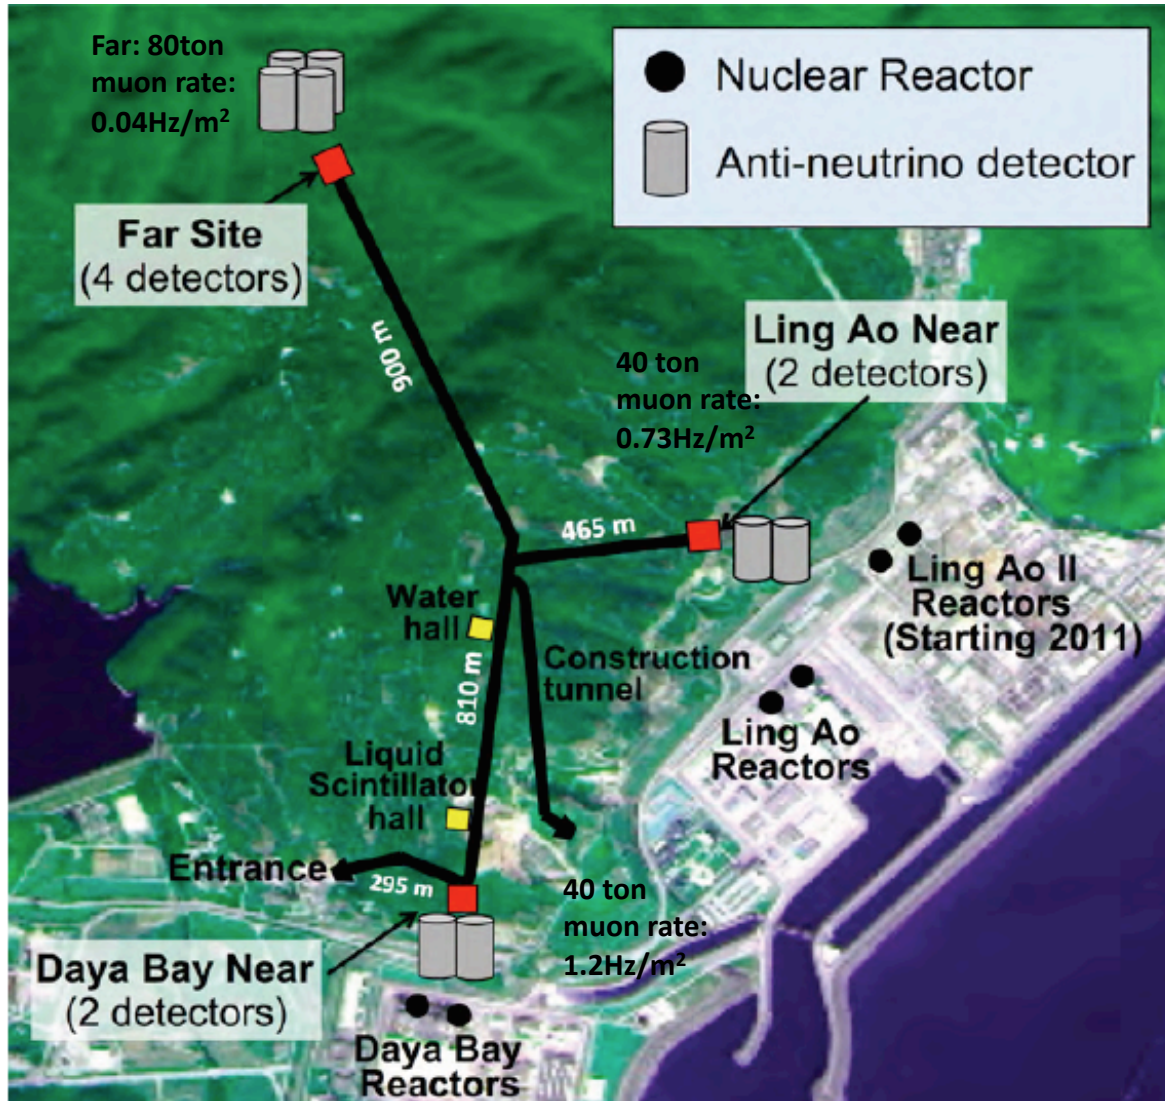 Far: 80ton
muon rate:
0.04Hz/m²
Nuclear Reactor
Anti-neutrino detector
Far Site
(4 detectors)
900 m
Ling Ao Near
(2 detectors)
40 ton
muon rate:
0.73Hz/m²
465 m
Ling Ao II
Reactors
(Starting 2011)
Water
hall
810 m
Construction
tunnel
Ling Ao
Reactors
Liquid
Scintillator
hall
Entrance
295 m
40 ton
muon rate:
1.2Hz/m²
Daya Bay Near
(2 detectors)
Daya Bay
Reactors